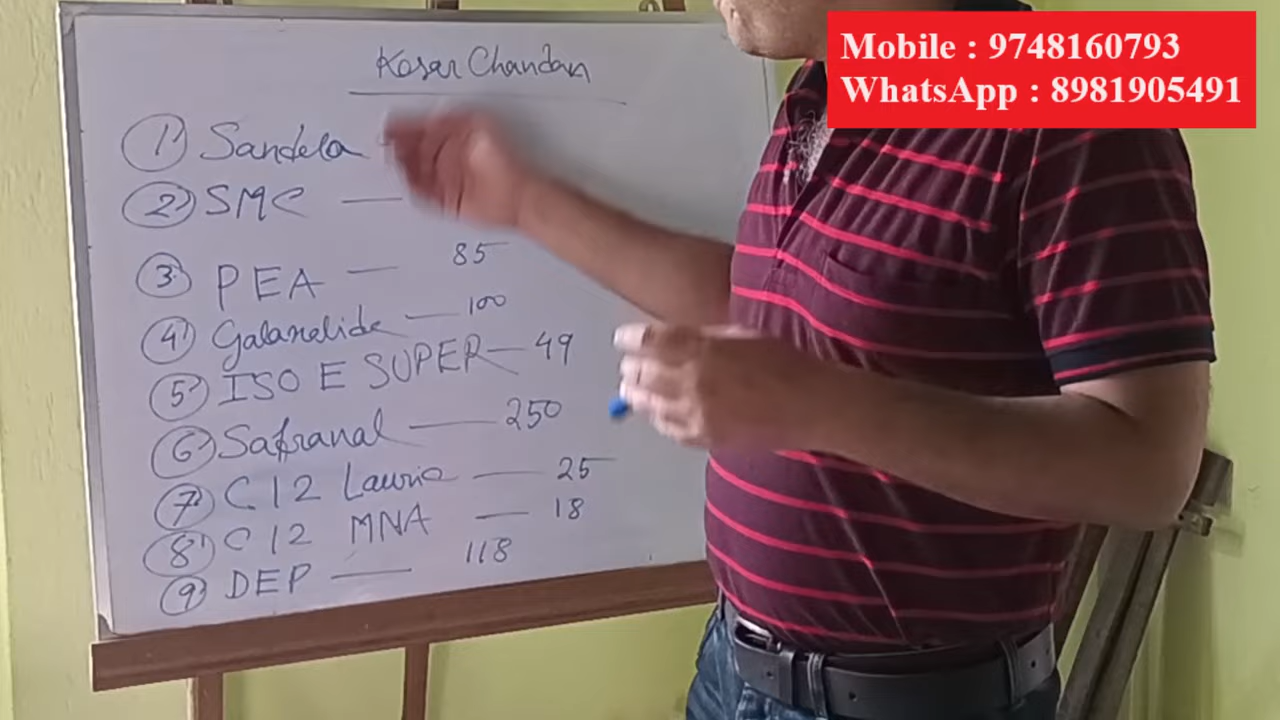 Mobile : 9748160793
WhatsApp : 8981905491
Kesar Chandan
1 Sandela
2 SMC —
3 PEA — 85
4 Galaxelide — 100
5 ISO E SUPER — 49
6 Safranal — 250
7 C12 Lauric — 25
8 C12 MNA — 18
9 DEP — 118